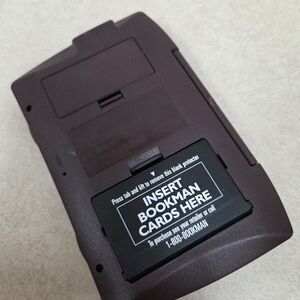 Press tab and lift to remove this blank protector
INSERT
BOOKMAN
CARDS HERE
To purchase see your retailer or call
1-800-BOOKMAN